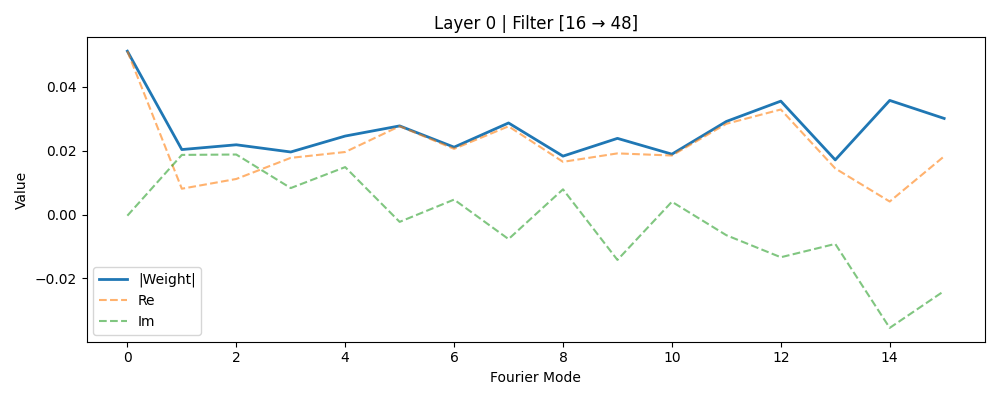 Layer 0 | Filter [16 → 48]
Value
0.04
0.02
0.00
−0.02
|Weight|
Re
Im
0 2 4 6 8 10 12 14
Fourier Mode